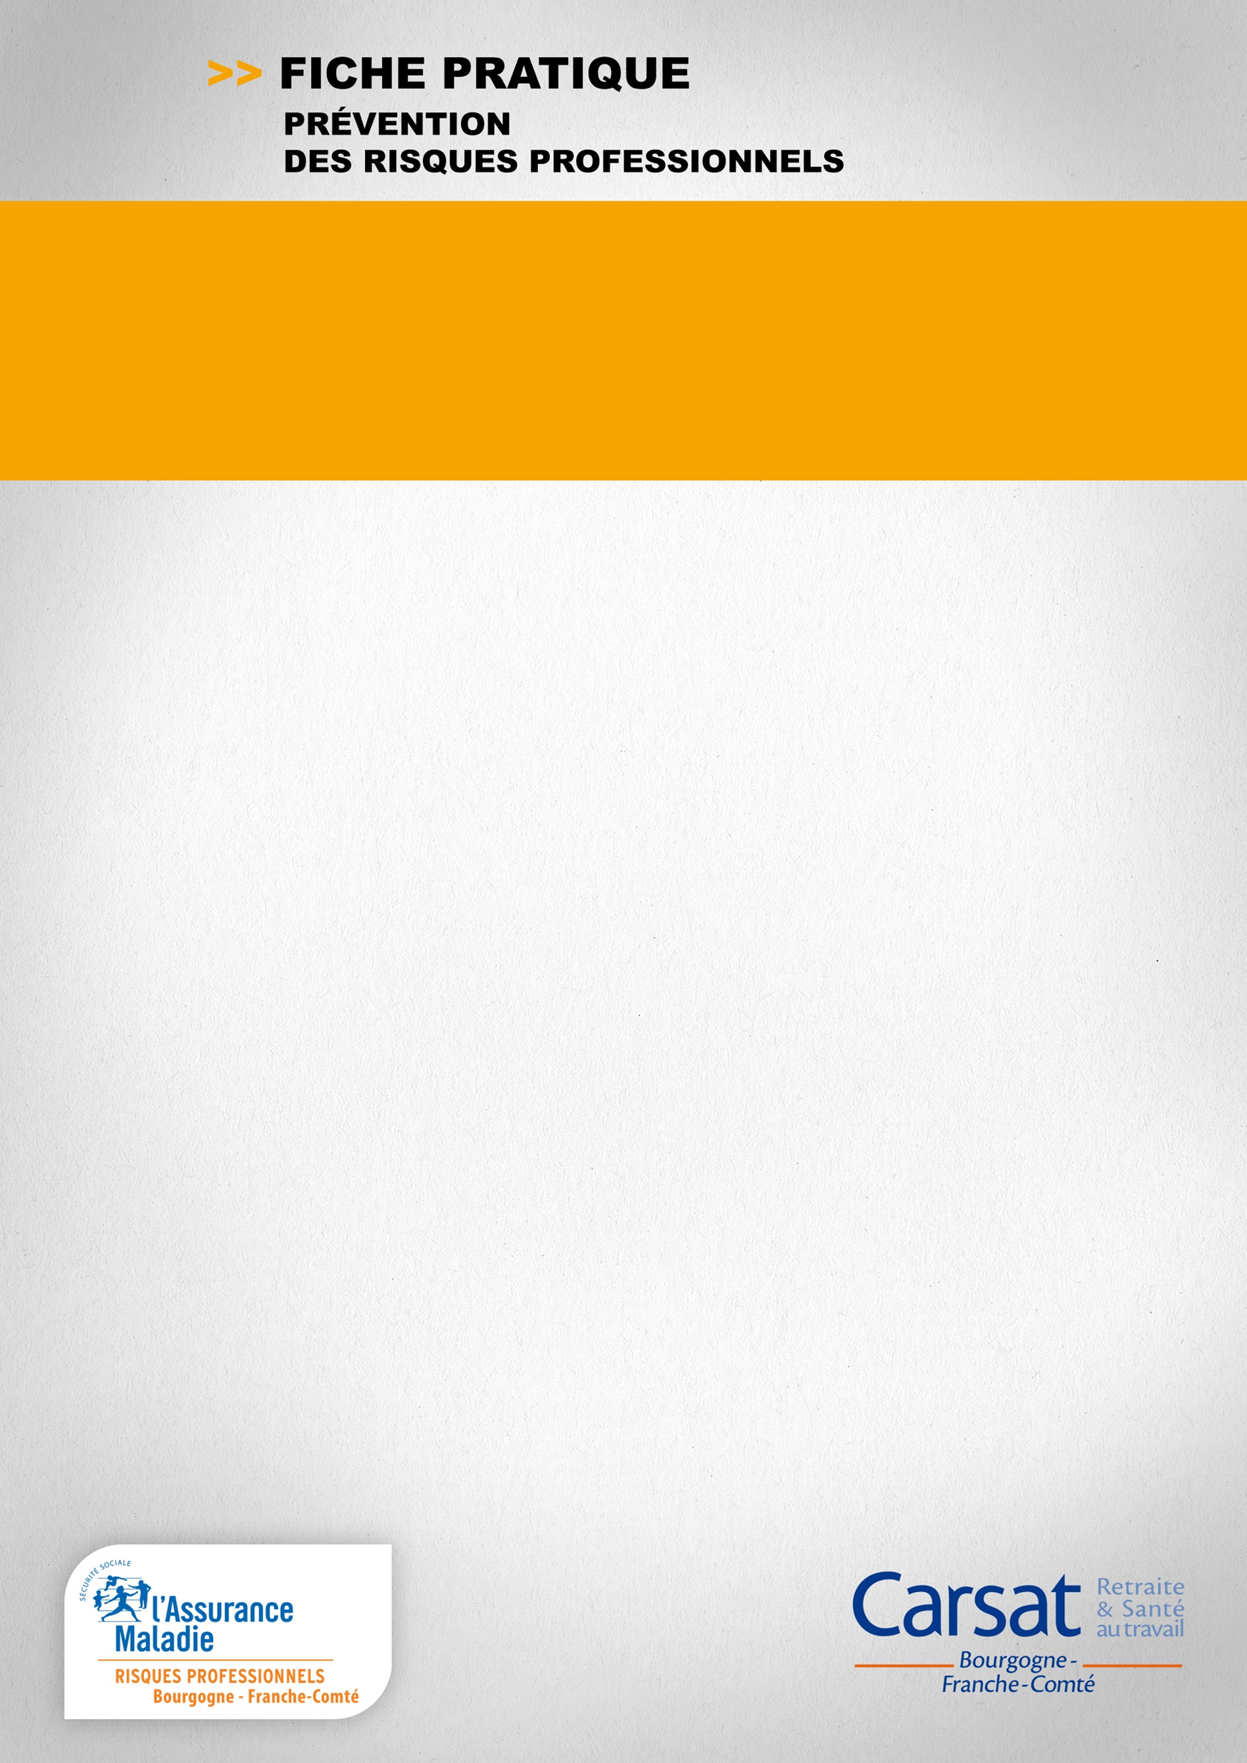 >> FICHE PRATIQUE
PRÉVENTION
DES RISQUES PROFESSIONNELS
SÉCURITÉ SOCIALE
l'Assurance
Maladie
RISQUES PROFESSIONNELS
Bourgogne - Franche-Comté
Carsat
Retraite
& Santé
au travail
Bourgogne -
Franche-Comté